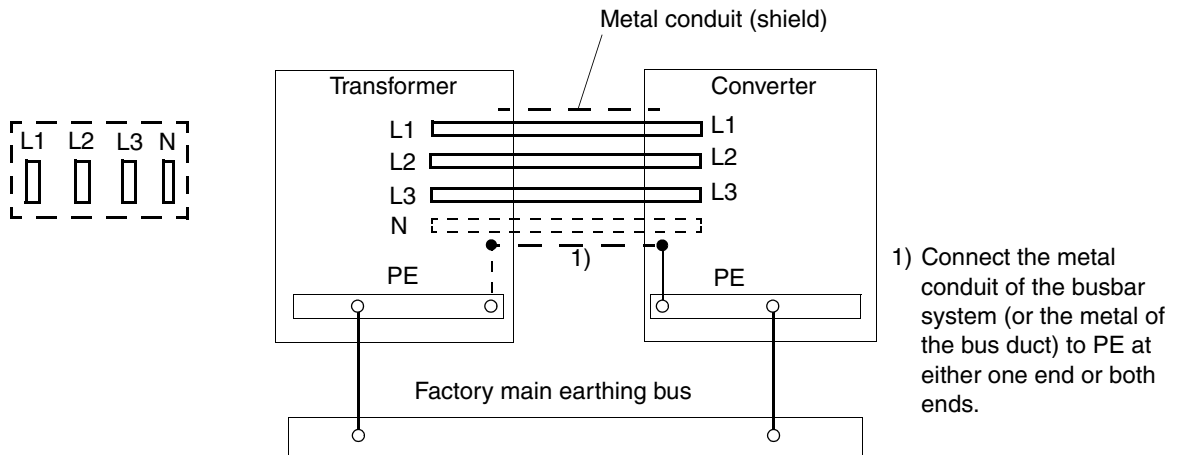 Metal conduit (shield)
Transformer
Converter
L1 L2 L3 N
L1
L1
L2
L2
L3
L3
N
1)
PE
PE
1) Connect the metal
conduit of the busbar
system (or the metal of
the bus duct) to PE at
either one end or both
ends.
Factory main earthing bus